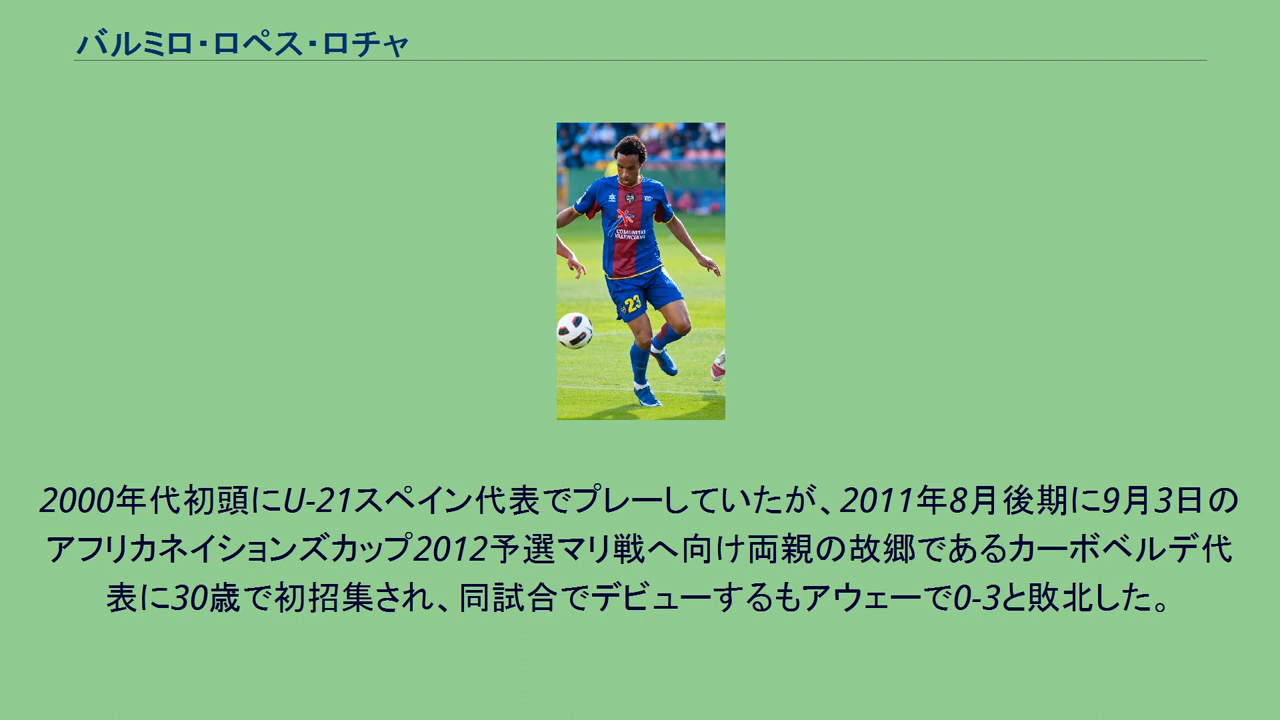 バルミロ・ロペス・ロチャ
COMUNITAT
VALENCIANA
23
2000年代初頭にU-21スペイン代表でプレーしていたが、2011年8月後期に9月3日の
アフリカネイションズカップ2012予選マリ戦へ向け両親の故郷であるカーボベルデ代
表に30歳で初招集され、同試合でデビューするもアウェーで0-3と敗北した。